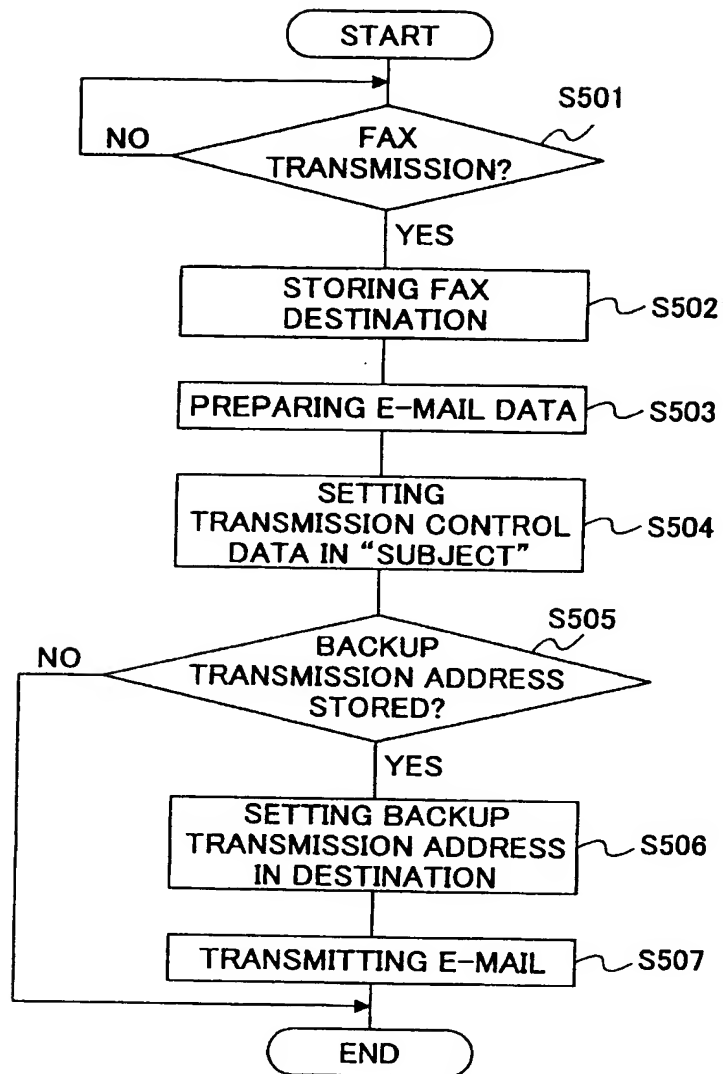 START
S501
NO
FAX
TRANSMISSION?
YES
STORING FAX
DESTINATION
S502
PREPARING E-MAIL DATA
S503
SETTING
TRANSMISSION CONTROL
DATA IN “SUBJECT”
S504
S505
NO
BACKUP
TRANSMISSION ADDRESS
STORED?
YES
SETTING BACKUP
TRANSMISSION ADDRESS
IN DESTINATION
S506
TRANSMITTING E-MAIL
S507
END